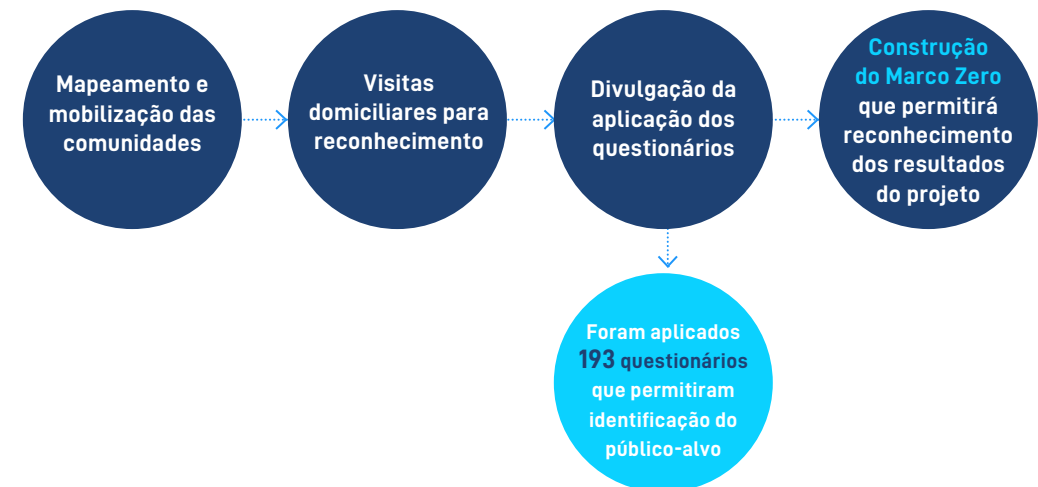 Mapeamento e
mobilização das
comunidades
Visitas
domiciliares para
reconhecimento
Divulgação da
aplicação dos
questionários
Construção
do Marco Zero
que permitirá
reconhecimento
dos resultados
do projeto
Foram aplicados
193 questionários
que permitiram
identificação do
público-alvo